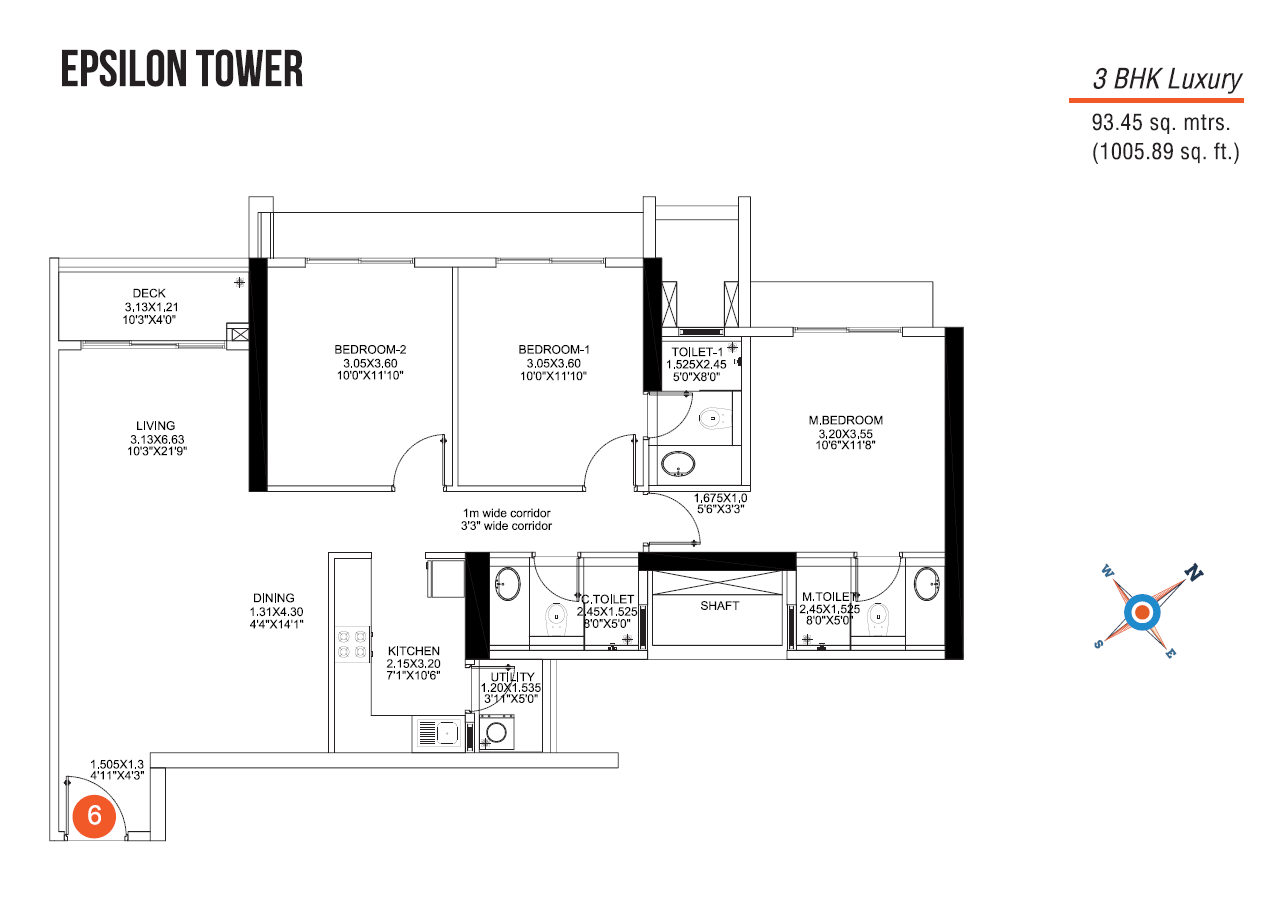 EPSILON TOWER
3 BHK Luxury
93.45 sq. mtrs.
(1005.89 sq. ft.)
DECK
3.13X1.21
10'3"X4'0"
BEDROOM-2
3.05X3.60
10'0"X11'10"
BEDROOM-1
3.05X3.60
10'0"X11'10"
TOILET-1
1.525X2.45
5'0"X8'0"
LIVING
3.13X6.63
10'3"X21'9"
M.BEDROOM
3.20X3.55
10'6"X11'8"
1.675X1.0
5'6"X3'3"
1m wide corridor
3'3" wide corridor
DINING
1.31X4.30
4'4"X14'1"
C.TOILET
2.45X1.525
8'0"X5'0"
SHAFT
M.TOILET
2.45X1.525
8'0"X5'0"
KITCHEN
2.15X3.20
7'1"X10'6"
UTILITY
1.20X1.535
3'11"X5'0"
1.505X1.3
4'11"X4'3"
6
W
N
S
E